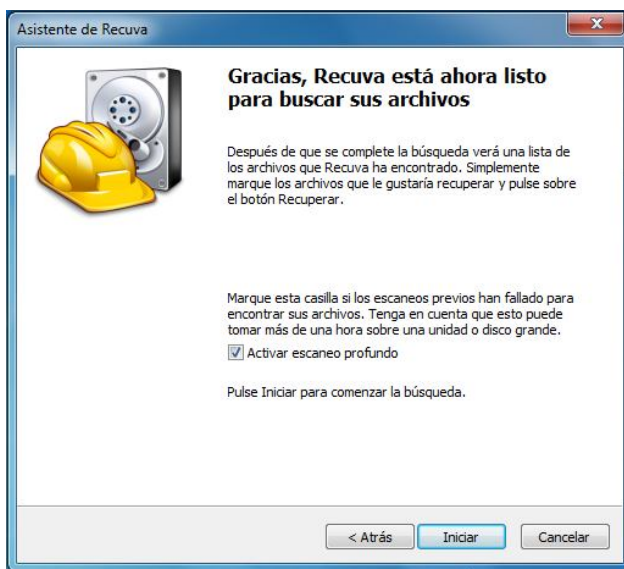 Asistente de Recuva
Gracias, Recuva está ahora listo
para buscar sus archivos
Después de que se complete la búsqueda verá una lista de
los archivos que Recuva ha encontrado. Simplemente
marque los archivos que le gustaría recuperar y pulse sobre
el botón Recuperar.
Marque esta casilla si los escaneos previos han fallado para
encontrar sus archivos. Tenga en cuenta que esto puede
tomar más de una hora sobre una unidad o disco grande.
Activar escaneo profundo
Pulse Iniciar para comenzar la búsqueda.
< Atrás Iniciar Cancelar